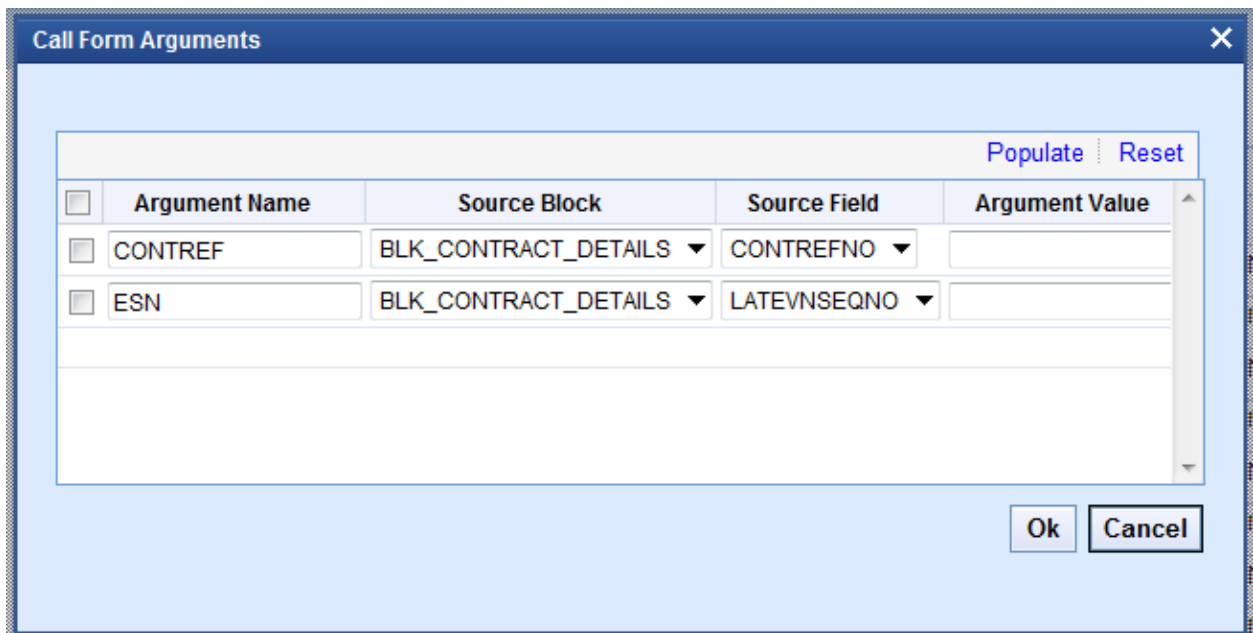 Call Form Arguments
Populate Reset
Argument Name Source Block Source Field Argument Value
CONTREF BLK_CONTRACT_DETAILS CONTREFNO
ESN BLK_CONTRACT_DETAILS LATEVNSEQNO
Ok Cancel